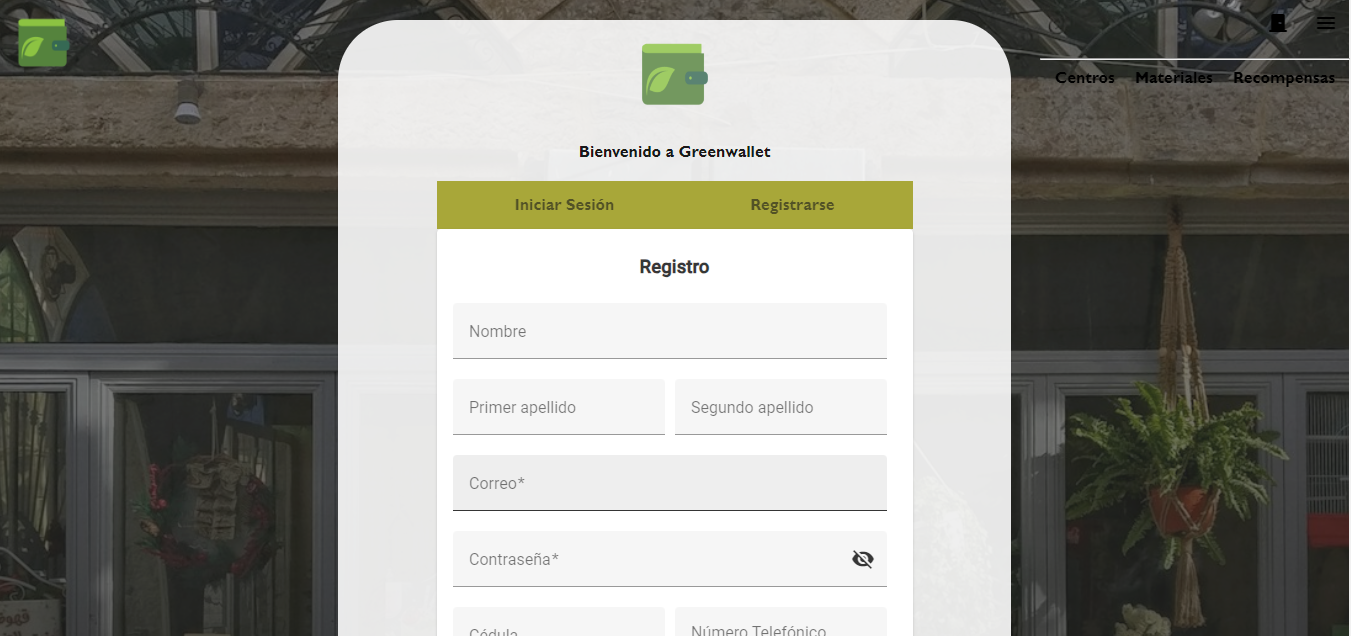 Centros Materiales Recompensas
Bienvenido a Greenwallet
Iniciar Sesión Registrarse
Registro
Nombre
Primer apellido Segundo apellido
Correo*
Contraseña*
Cédula Número Telefónico
قهوة